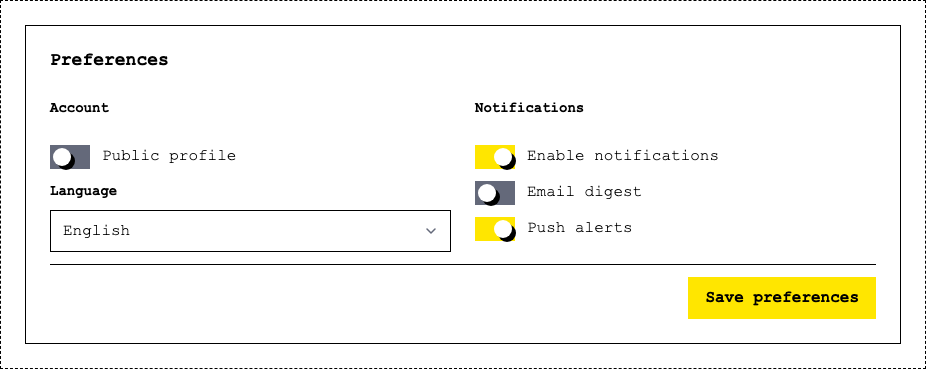 Preferences
Account
Public profile
Language
English
Notifications
Enable notifications
Email digest
Push alerts
Save preferences